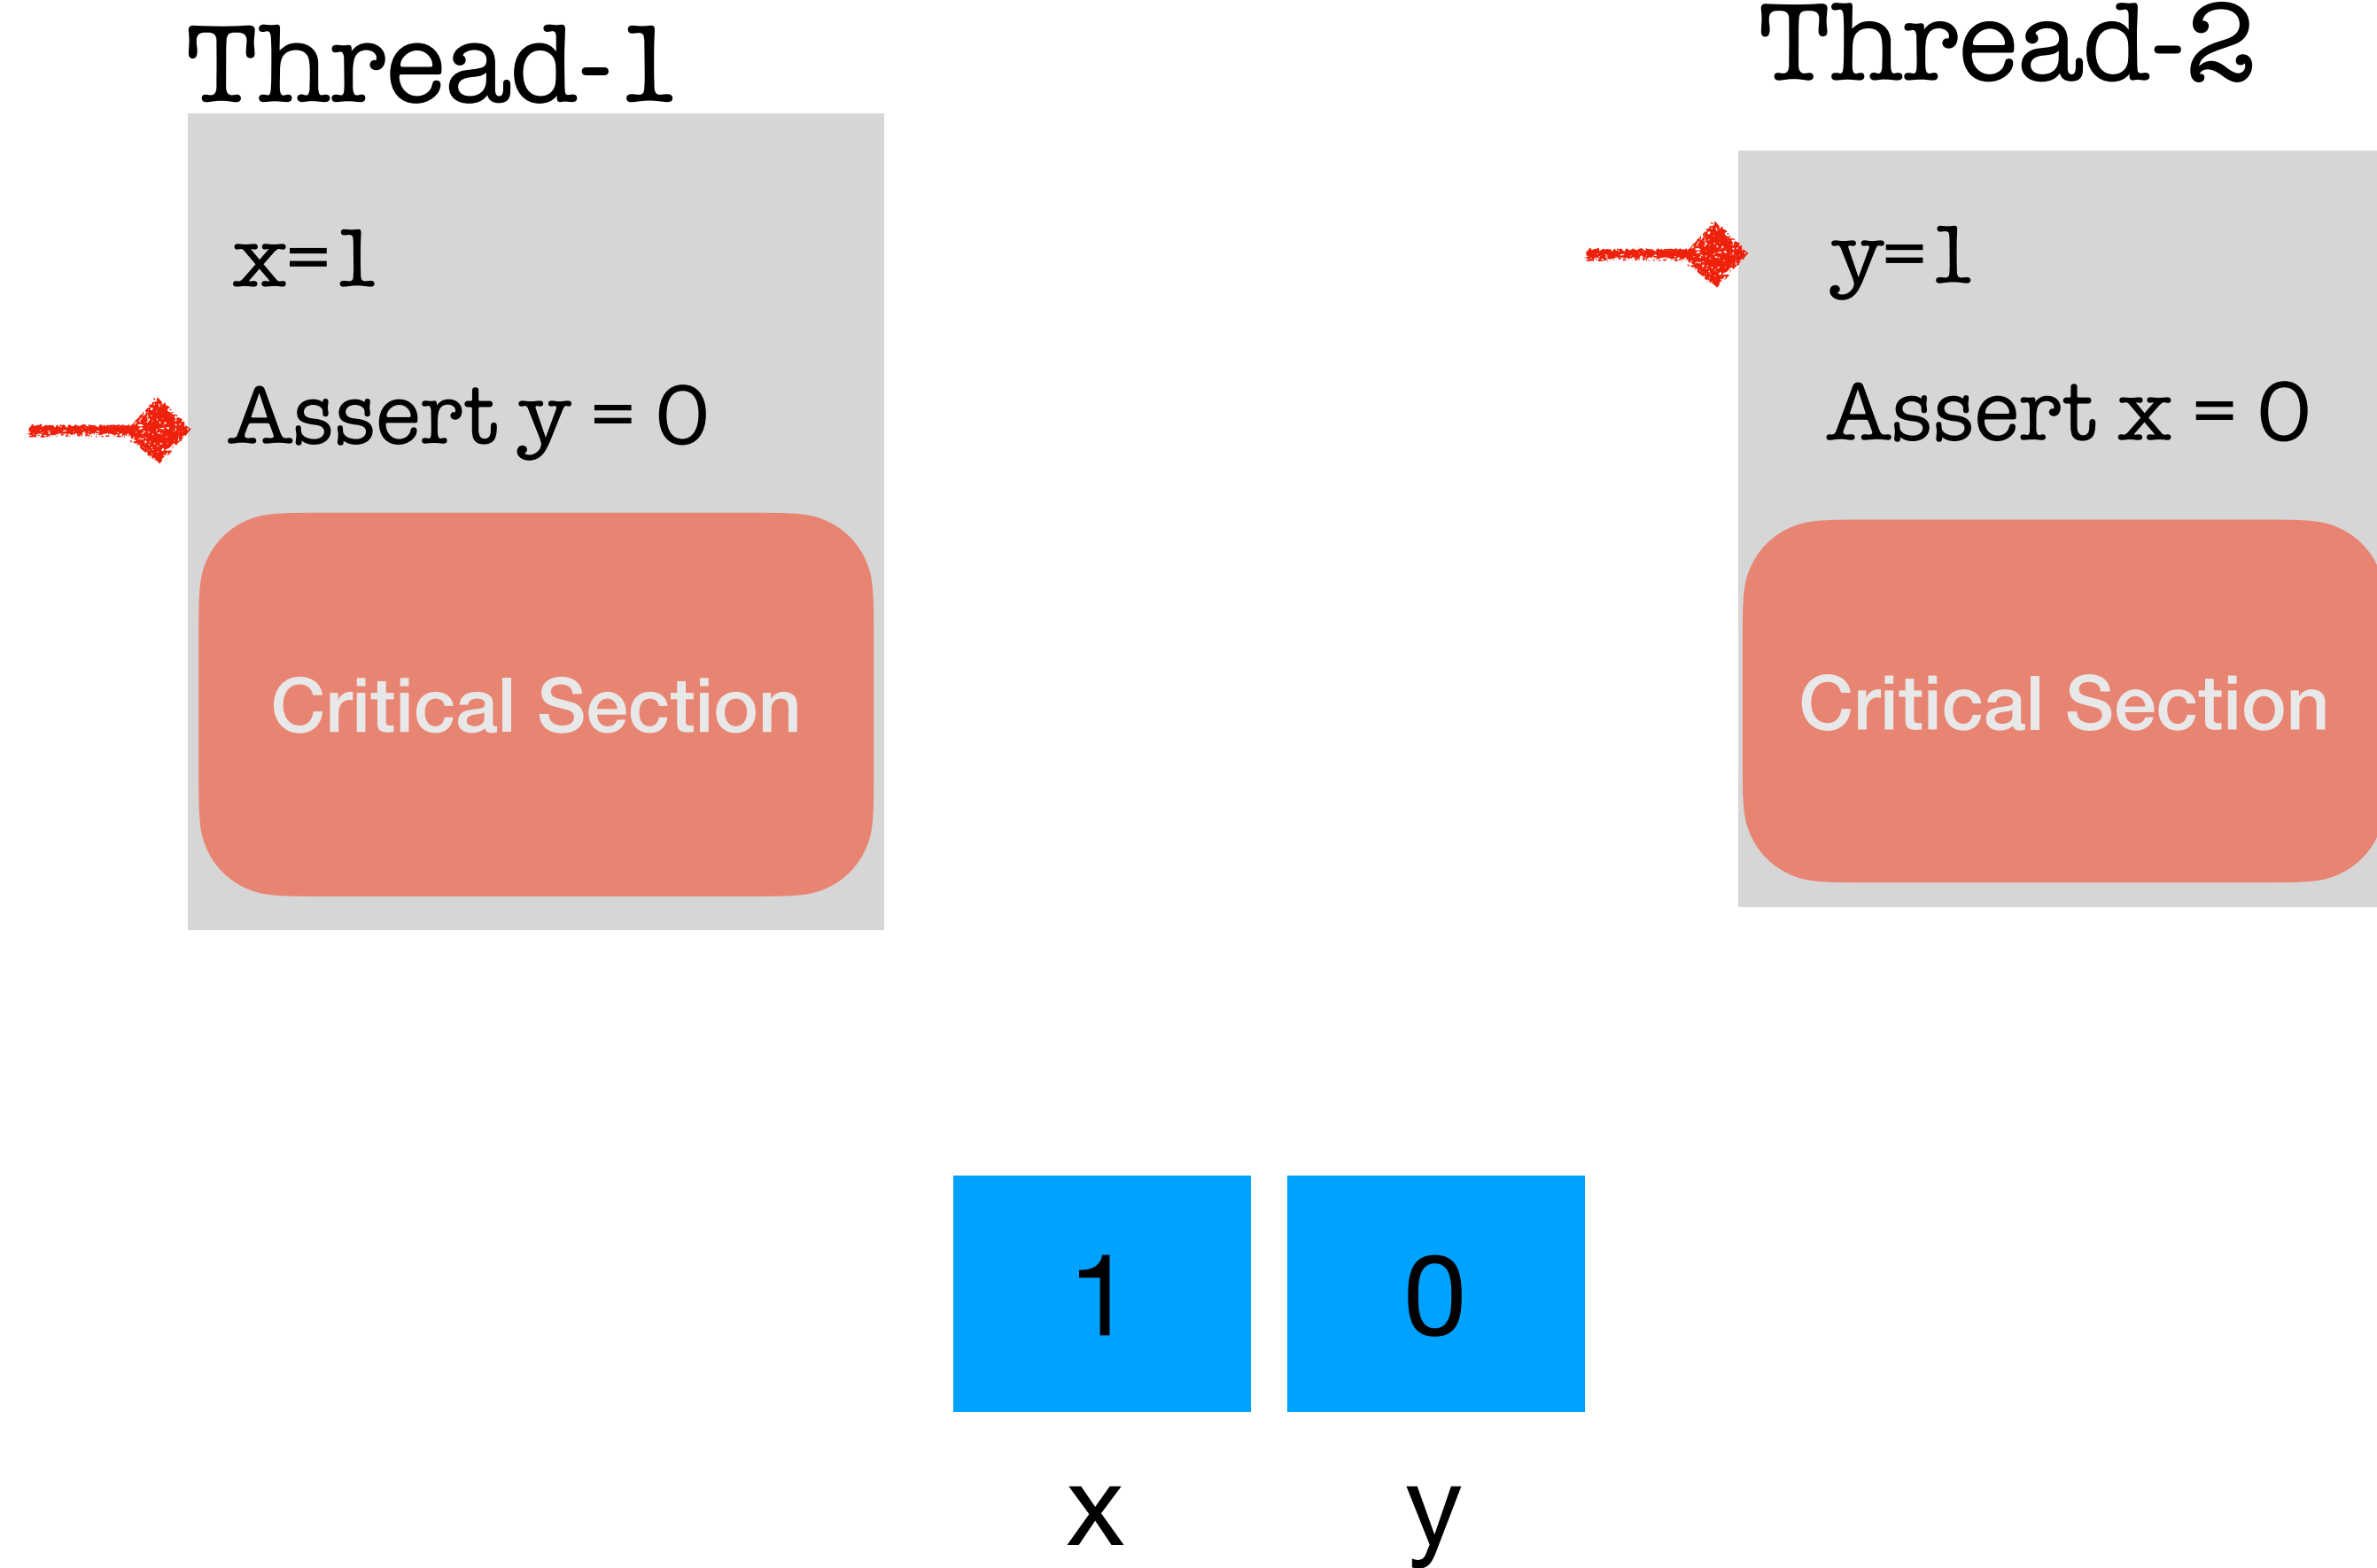 Thread-1
x=1
Assert y = 0
Critical Section
Thread-2
y=1
Assert x = 0
Critical Section
1 0
x y